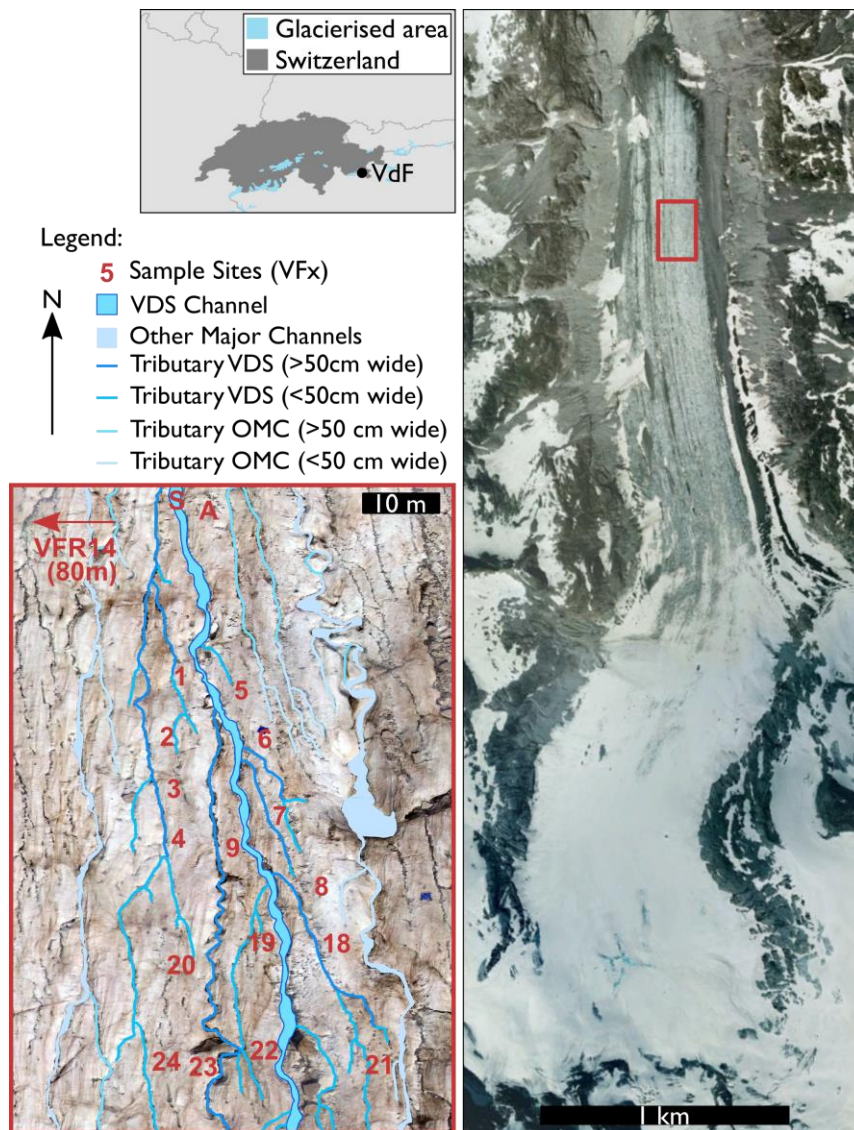 Glacierised area
Switzerland
VdF
Legend:
5 Sample Sites (VFx)
VDS Channel
Other Major Channels
Tributary VDS (>50cm wide)
Tributary VDS (<50cm wide)
Tributary OMC (>50 cm wide)
Tributary OMC (<50 cm wide)
N
S
A
10 m
VFR14
(80m)
1
5
2
6
3
7
4
9
8
19
18
20
24
23
22
21
1 km